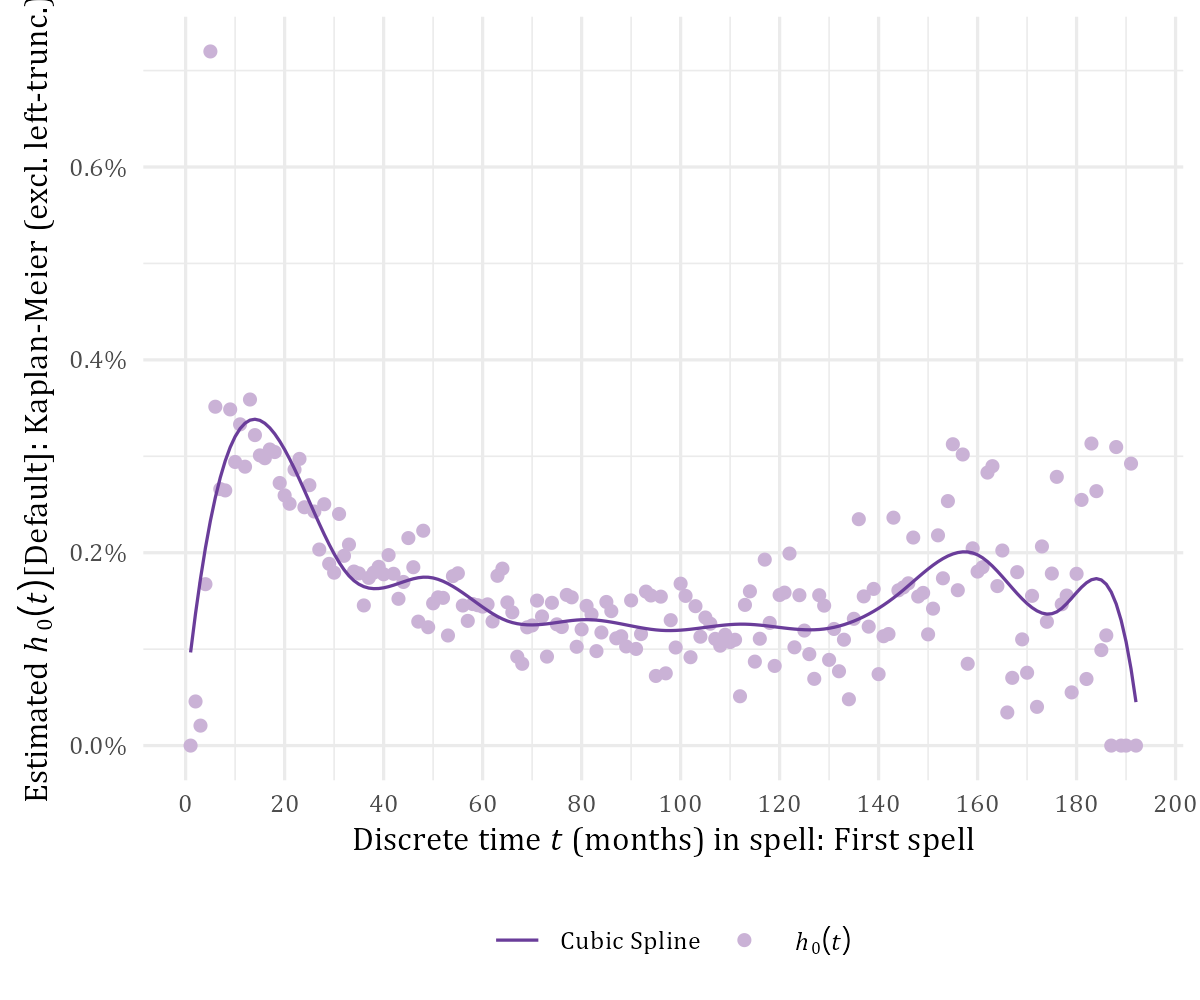 Estimated h₀(t) [Default]: Kaplan-Meier (excl. left-trunc.)
0.6%
0.4%
0.2%
0.0%
0 20 40 60 80 100 120 140 160 180 200
Discrete time t (months) in spell: First spell
Cubic Spline h₀(t)